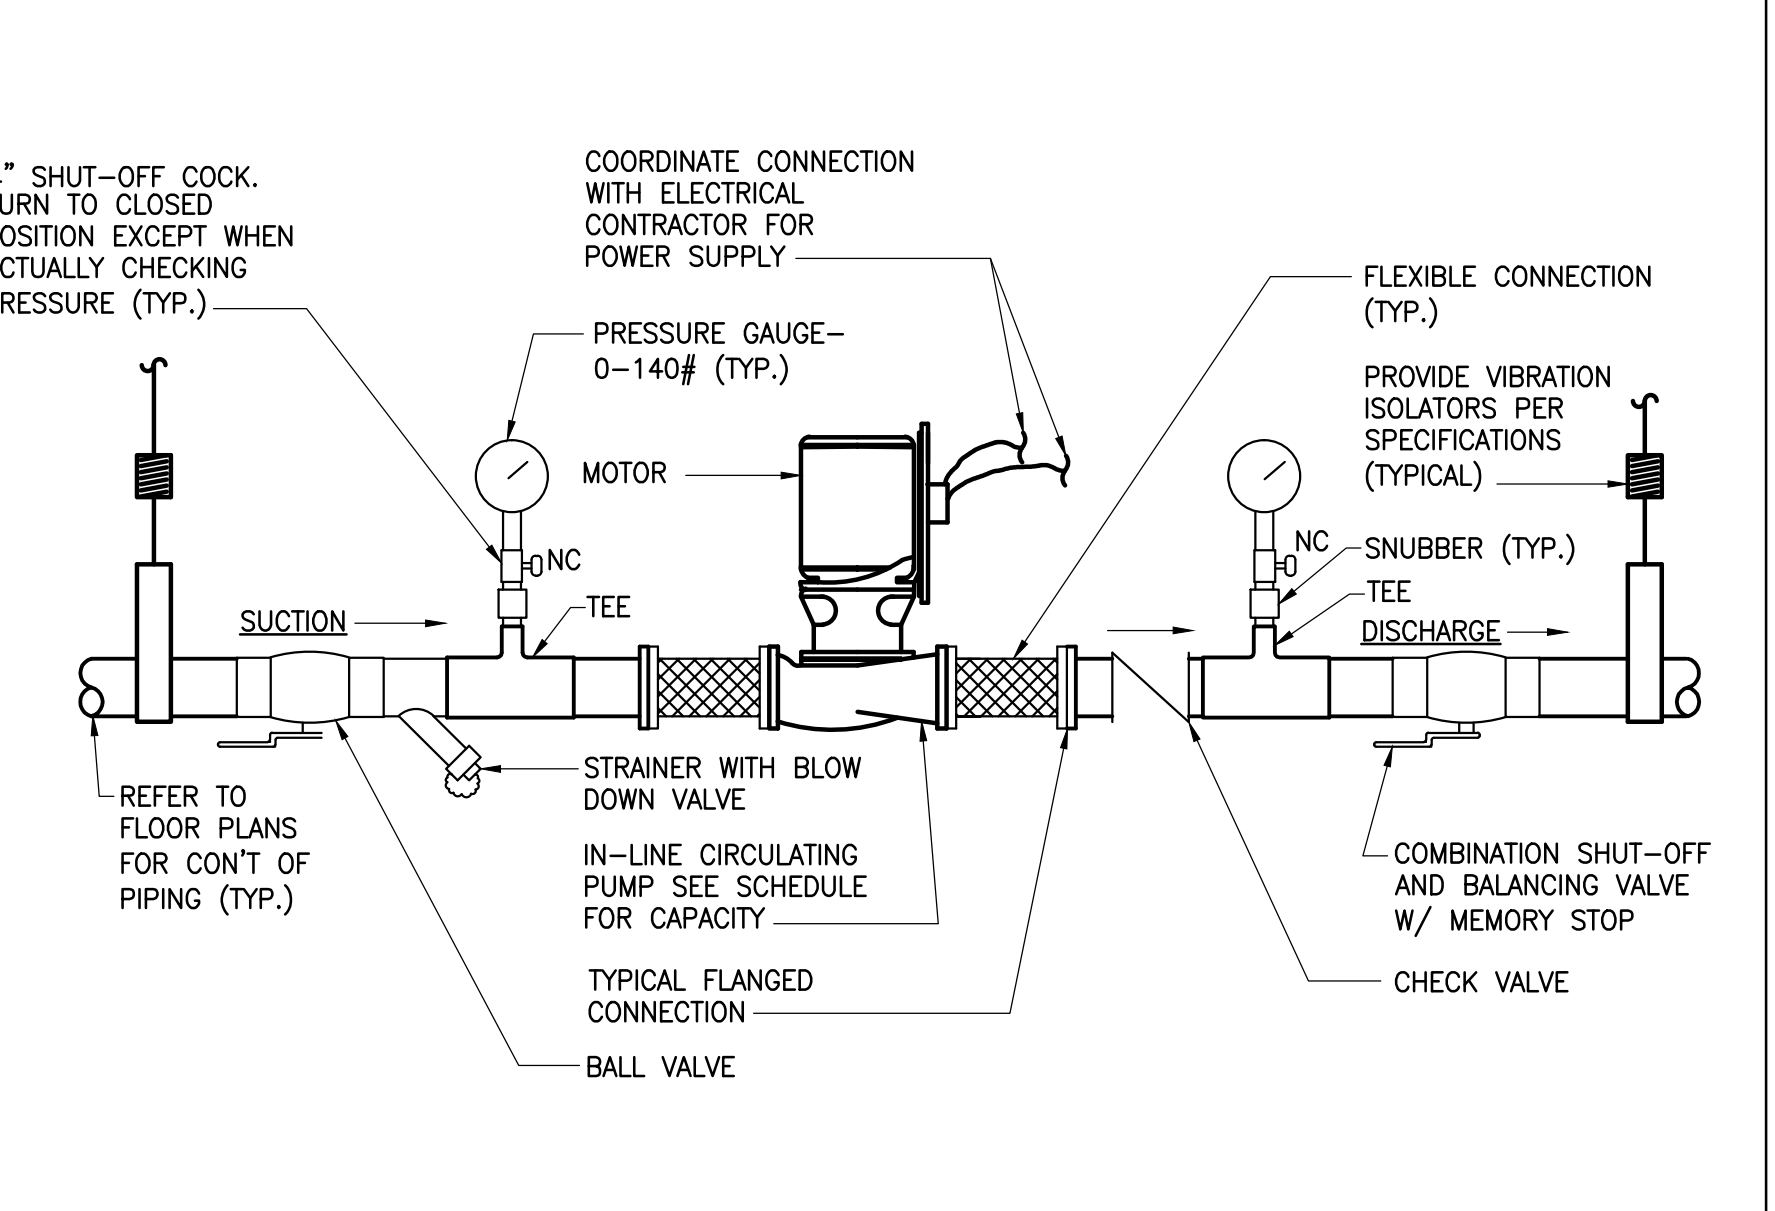 " SHUT-OFF COCK.
URN TO CLOSED
OSITION EXCEPT WHEN
CTUALLY CHECKING
RESSURE (TYP.)
COORDINATE CONNECTION
WITH ELECTRICAL
CONTRACTOR FOR
POWER SUPPLY
PRESSURE GAUGE-
0-140# (TYP.)
MOTOR
FLEXIBLE CONNECTION
(TYP.)
PROVIDE VIBRATION
ISOLATORS PER
SPECIFICATIONS
(TYPICAL)
NC
NC
SNUBBER (TYP.)
TEE
TEE
SUCTION
DISCHARGE
STRAINER WITH BLOW
DOWN VALVE
REFER TO
FLOOR PLANS
FOR CON'T OF
PIPING (TYP.)
IN-LINE CIRCULATING
PUMP SEE SCHEDULE
FOR CAPACITY
COMBINATION SHUT-OFF
AND BALANCING VALVE
W/ MEMORY STOP
TYPICAL FLANGED
CONNECTION
CHECK VALVE
BALL VALVE